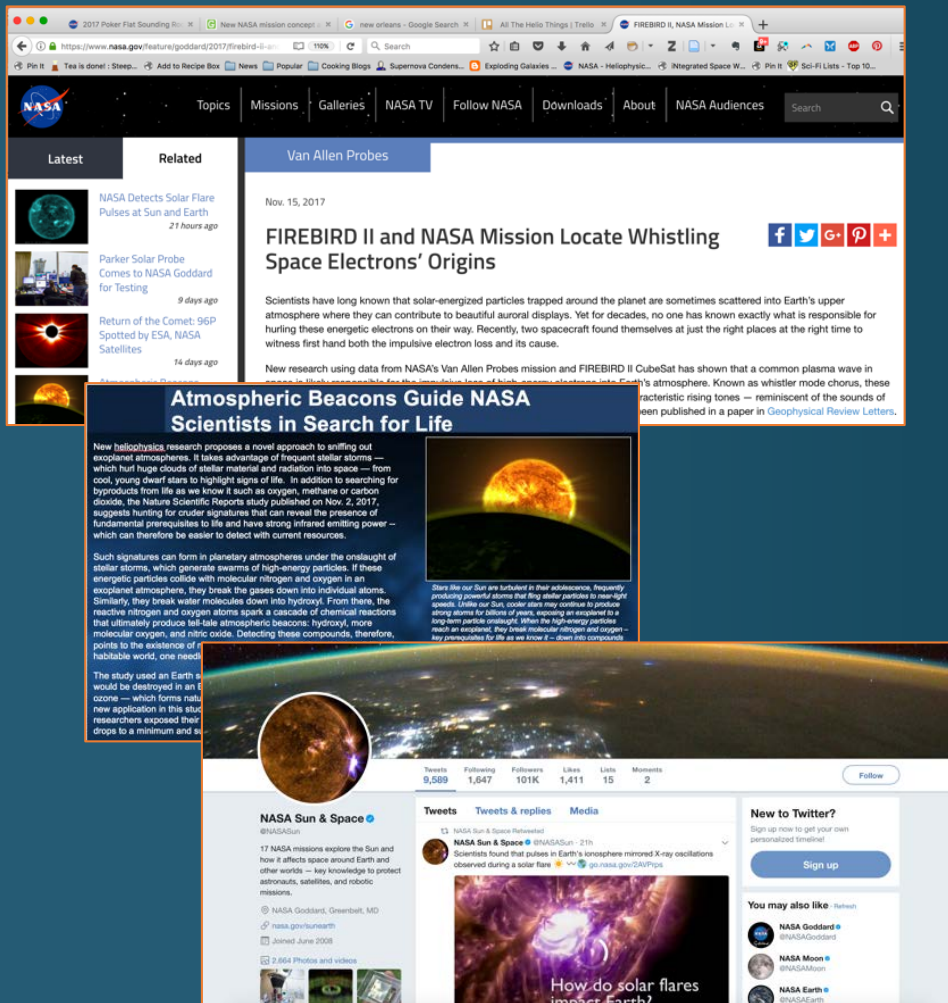 2017 Poker Flat Sounding Ro
New NASA mission concept a
new orleans - Google Search
All The Helio Things | Trello
FIREBIRD II, NASA Mission Lo
https://www.nasa.gov/feature/goddard/2017/firebird-ii-an
110%
Search
Pin It
Tea is done! : Steep...
Add to Recipe Box
News
Popular
Cooking Blogs
Supernova Condens...
Exploding Galaxies ...
NASA - Heliophysic...
iNtegrated Space W...
Pin It
Sci-Fi Lists - Top 10...
NASA
Topics
Missions
Galleries
NASA TV
Follow NASA
Downloads
About
NASA Audiences
Search
Latest
Related
Van Allen Probes
NASA Detects Solar Flare
Pulses at Sun and Earth
21 hours ago
Parker Solar Probe
Comes to NASA Goddard
for Testing
9 days ago
Return of the Comet: 96P
Spotted by ESA, NASA
Satellites
14 days ago
Nov. 15, 2017
FIREBIRD II and NASA Mission Locate Whistling
Space Electrons’ Origins
Scientists have long known that solar-energized particles trapped around the planet are sometimes scattered into Earth’s upper
atmosphere where they can contribute to beautiful auroral displays. Yet for decades, no one has known exactly what is responsible for
hurling these energetic electrons on their way. Recently, two spacecraft found themselves at just the right places at the right time to
witness first hand both the impulsive electron loss and its cause.
New research using data from NASA’s Van Allen Probes mission and FIREBIRD II CubeSat has shown that a common plasma wave in
space is likely responsible for the impulsive loss of high-energy electrons into Earth’s atmosphere. Known as whistler mode chorus, these
racteristic rising tones — reminiscent of the sounds of
een published in a paper in Geophysical Review Letters.
Atmospheric Beacons Guide NASA
Scientists in Search for Life
New heliophysics research proposes a novel approach to sniffing out
exoplanet atmospheres. It takes advantage of frequent stellar storms —
which hurl huge clouds of stellar material and radiation into space — from
cool, young dwarf stars to highlight signs of life. In addition to searching for
byproducts from life as we know it such as oxygen, methane or carbon
dioxide, the Nature Scientific Reports study published on Nov. 2, 2017,
suggests hunting for cruder signatures that can reveal the presence of
fundamental prerequisites to life and have strong infrared emitting power –
which can therefore be easier to detect with current resources.
Such signatures can form in planetary atmospheres under the onslaught of
stellar storms, which generate swarms of high-energy particles. If these
energetic particles collide with molecular nitrogen and oxygen in an
exoplanet atmosphere, they break the gases down into individual atoms.
Similarly, they break water molecules down into hydroxyl. From there, the
reactive nitrogen and oxygen atoms spark a cascade of chemical reactions
that ultimately produce tell-tale atmospheric beacons: hydroxyl, more
molecular oxygen, and nitric oxide. Detecting these compounds, therefore,
points to the existence of
habitable world, one need
The study used an Earth s
would be destroyed in an E
ozone — which forms natu
new application in this stud
researchers exposed their
drops to a minimum and su
Stars like our Sun are turbulent in their adolescence, frequently
producing powerful storms that fling stellar particles to near-light
speeds. Unlike our Sun, cooler stars may continue to produce
strong storms for billions of years, exposing an exoplanet to a
long-term particle onslaught. When the high-energy particles
reach an exoplanet, they break molecular nitrogen and oxygen –
key prerequisites for life as we know it – down into compounds
Tweets
9,589
Following
1,647
Followers
101K
Likes
1,411
Lists
15
Moments
2
Follow
NASA Sun & Space
@NASASun
17 NASA missions explore the Sun and
how it affects space around Earth and
other worlds — key knowledge to protect
astronauts, satellites, and robotic
missions.
NASA Goddard, Greenbelt, MD
nasa.gov/sunearth
Joined June 2008
2,664 Photos and videos
Tweets
Tweets & replies
Media
NASA Sun & Space Retweeted
NASA Sun & Space @NASASun · 21h
Scientists found that pulses in Earth's ionosphere mirrored X-ray oscillations
observed during a solar flare go.nasa.gov/2AVPrps
How do solar flares
impact Earth?
New to Twitter?
Sign up now to get your own
personalized timeline!
Sign up
You may also like · Refresh
NASA Goddard
@NASAGoddard
NASA Moon
@NASAMoon
NASA Earth
@NASAEarth